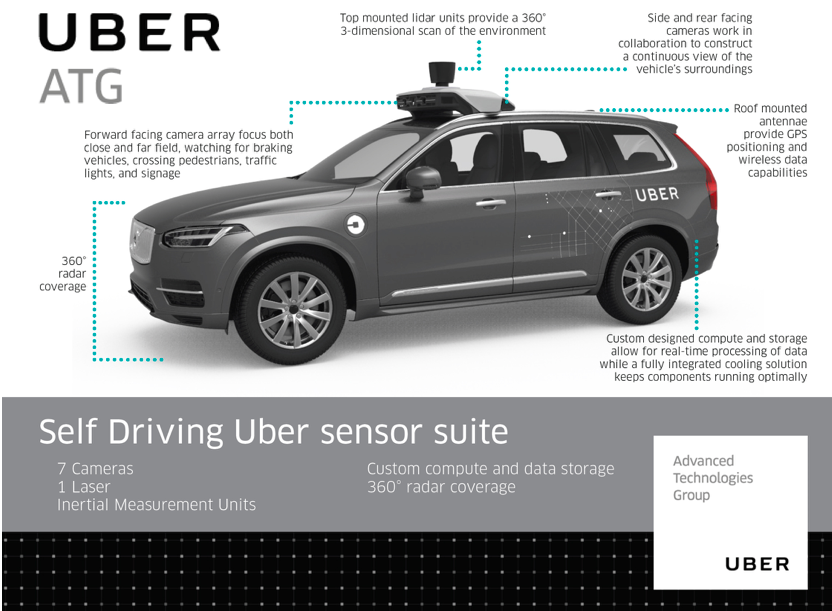 UBER
ATG
Top mounted lidar units provide a 360°
3-dimensional scan of the environment
Side and rear facing
cameras work in
collaboration to construct
a continuous view of the
vehicle's surroundings
Forward facing camera array focus both
close and far field, watching for braking
vehicles, crossing pedestrians, traffic
lights, and signage
Roof mounted
antennae
provide GPS
positioning and
wireless data
capabilities
UBER
360°
radar
coverage
Custom designed compute and storage
allow for real-time processing of data
while a fully integrated cooling solution
keeps components running optimally
Self Driving Uber sensor suite
7 Cameras
1 Laser
Inertial Measurement Units
Custom compute and data storage
360° radar coverage
Advanced
Technologies
Group
UBER